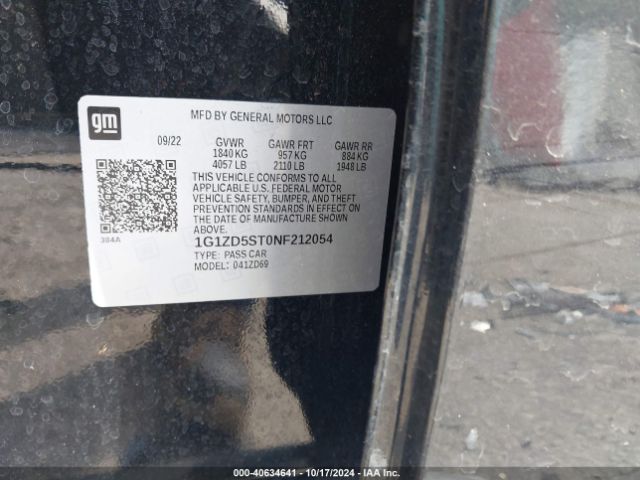 gm
MFD BY GENERAL MOTORS LLC
09/22 GVWR GAWR FRT GAWR RR
1840 KG 957 KG 884 KG
4057 LB 2110 LB 1948 LB
THIS VEHICLE CONFORMS TO ALL
APPLICABLE U.S. FEDERAL MOTOR
VEHICLE SAFETY, BUMPER, AND THEFT
PREVENTION STANDARDS IN EFFECT ON
THE DATE OF MANUFACTURE SHOWN
ABOVE.
394A
1G1ZD5ST0NF212054
TYPE: PASS CAR
MODEL: 041ZD69
000-40634641 - 10/17/2024 - IAA Inc.